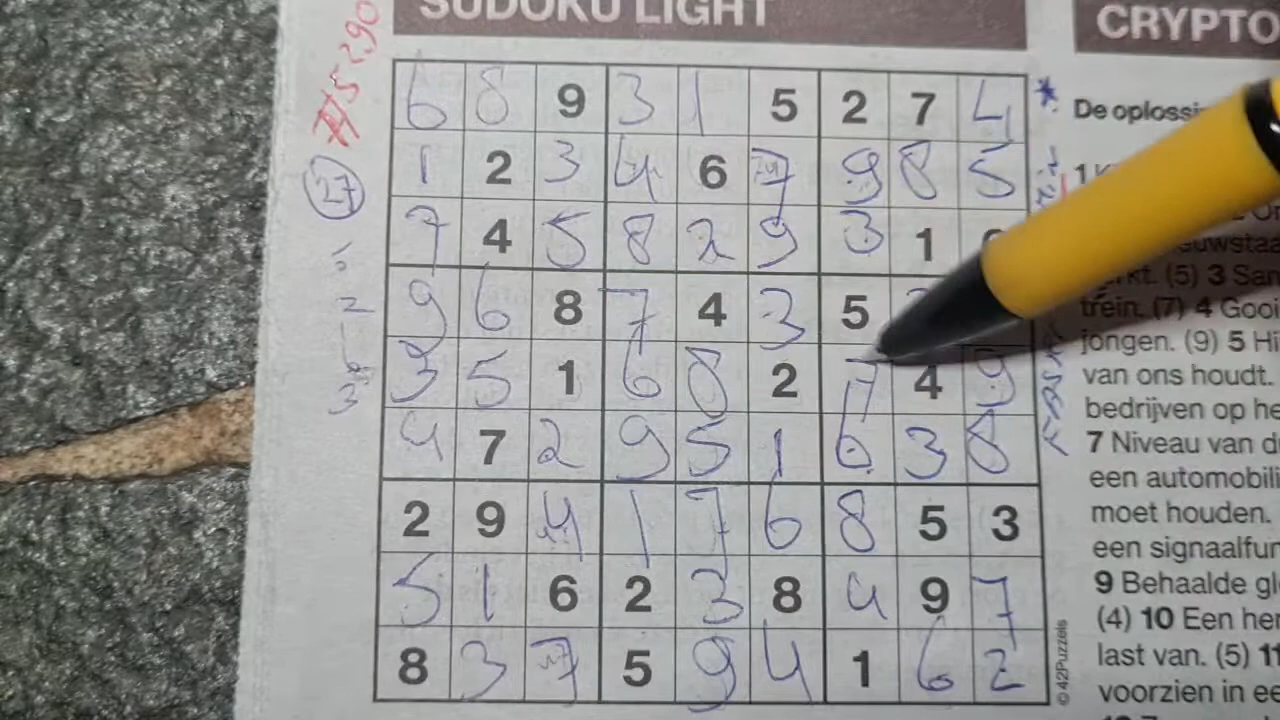 SUDOKU LIGHT
CRYPTO
75290
27
6 8 9 3 1 5 2 7 4
De oplossi
1 2 3 4 6 7 9 8 5
1
7 4 5 8 2 9 3 1
euwstaa
kt. (5) 3 San
9 6 8 7 4 3 5
trein. (7) 4 Gooi
jongen. (9) 5 Hi
3 5 1 6 8 2 7 4 9
van ons houdt.
bedrijven op he
4 7 2 9 5 1 6 3 8
7 Niveau van d
een automobili
2 9 4 1 7 6 8 5 3
moet houden.
een signaalfun
5 1 6 2 3 8 4 9 7
9 Behaalde gl
(4) 10 Een her
8 3 7 5 9 4 1 6 2
last van. (5) 11
voorzien in ee
©42Puzzels